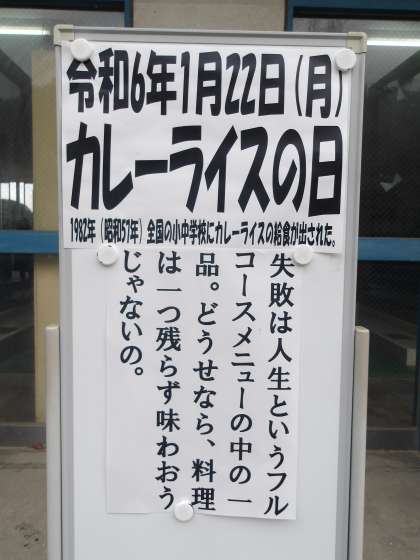 令和6年1月22日（月）
カレーライスの日
1982年（昭和57年）全国の小中学校にカレーライスの給食が出された。
失敗は人生というフル
コースメニューの中の一
品。どうせなら、料理
は一つ残らず味わおう
じゃないの。